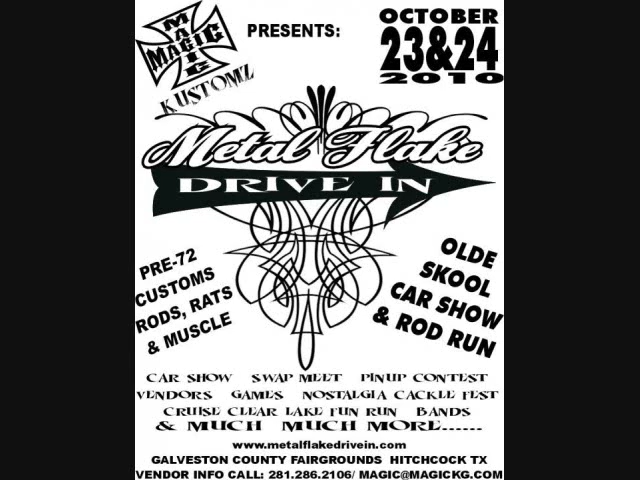 MAGIC
MAGIC
KUSTOMZ
PRESENTS:
OCTOBER
23&24
2010
Metal Flake
DRIVE IN
PRE-72
CUSTOMS
RODS, RATS
& MUSCLE
OLDE
SKOOL
CAR SHOW
& ROD RUN
CAR SHOW SWAP MEET PINUP CONTEST
VENDORS GAMES NOSTALGIA CACKLE FEST
CRUISE CLEAR LAKE FUN RUN BANDS
& MUCH MUCH MORE......
www.metalflakedrivein.com
GALVESTON COUNTY FAIRGROUNDS HITCHCOCK TX
VENDOR INFO CALL: 281.286.2106/ MAGIC@MAGICKG.COM